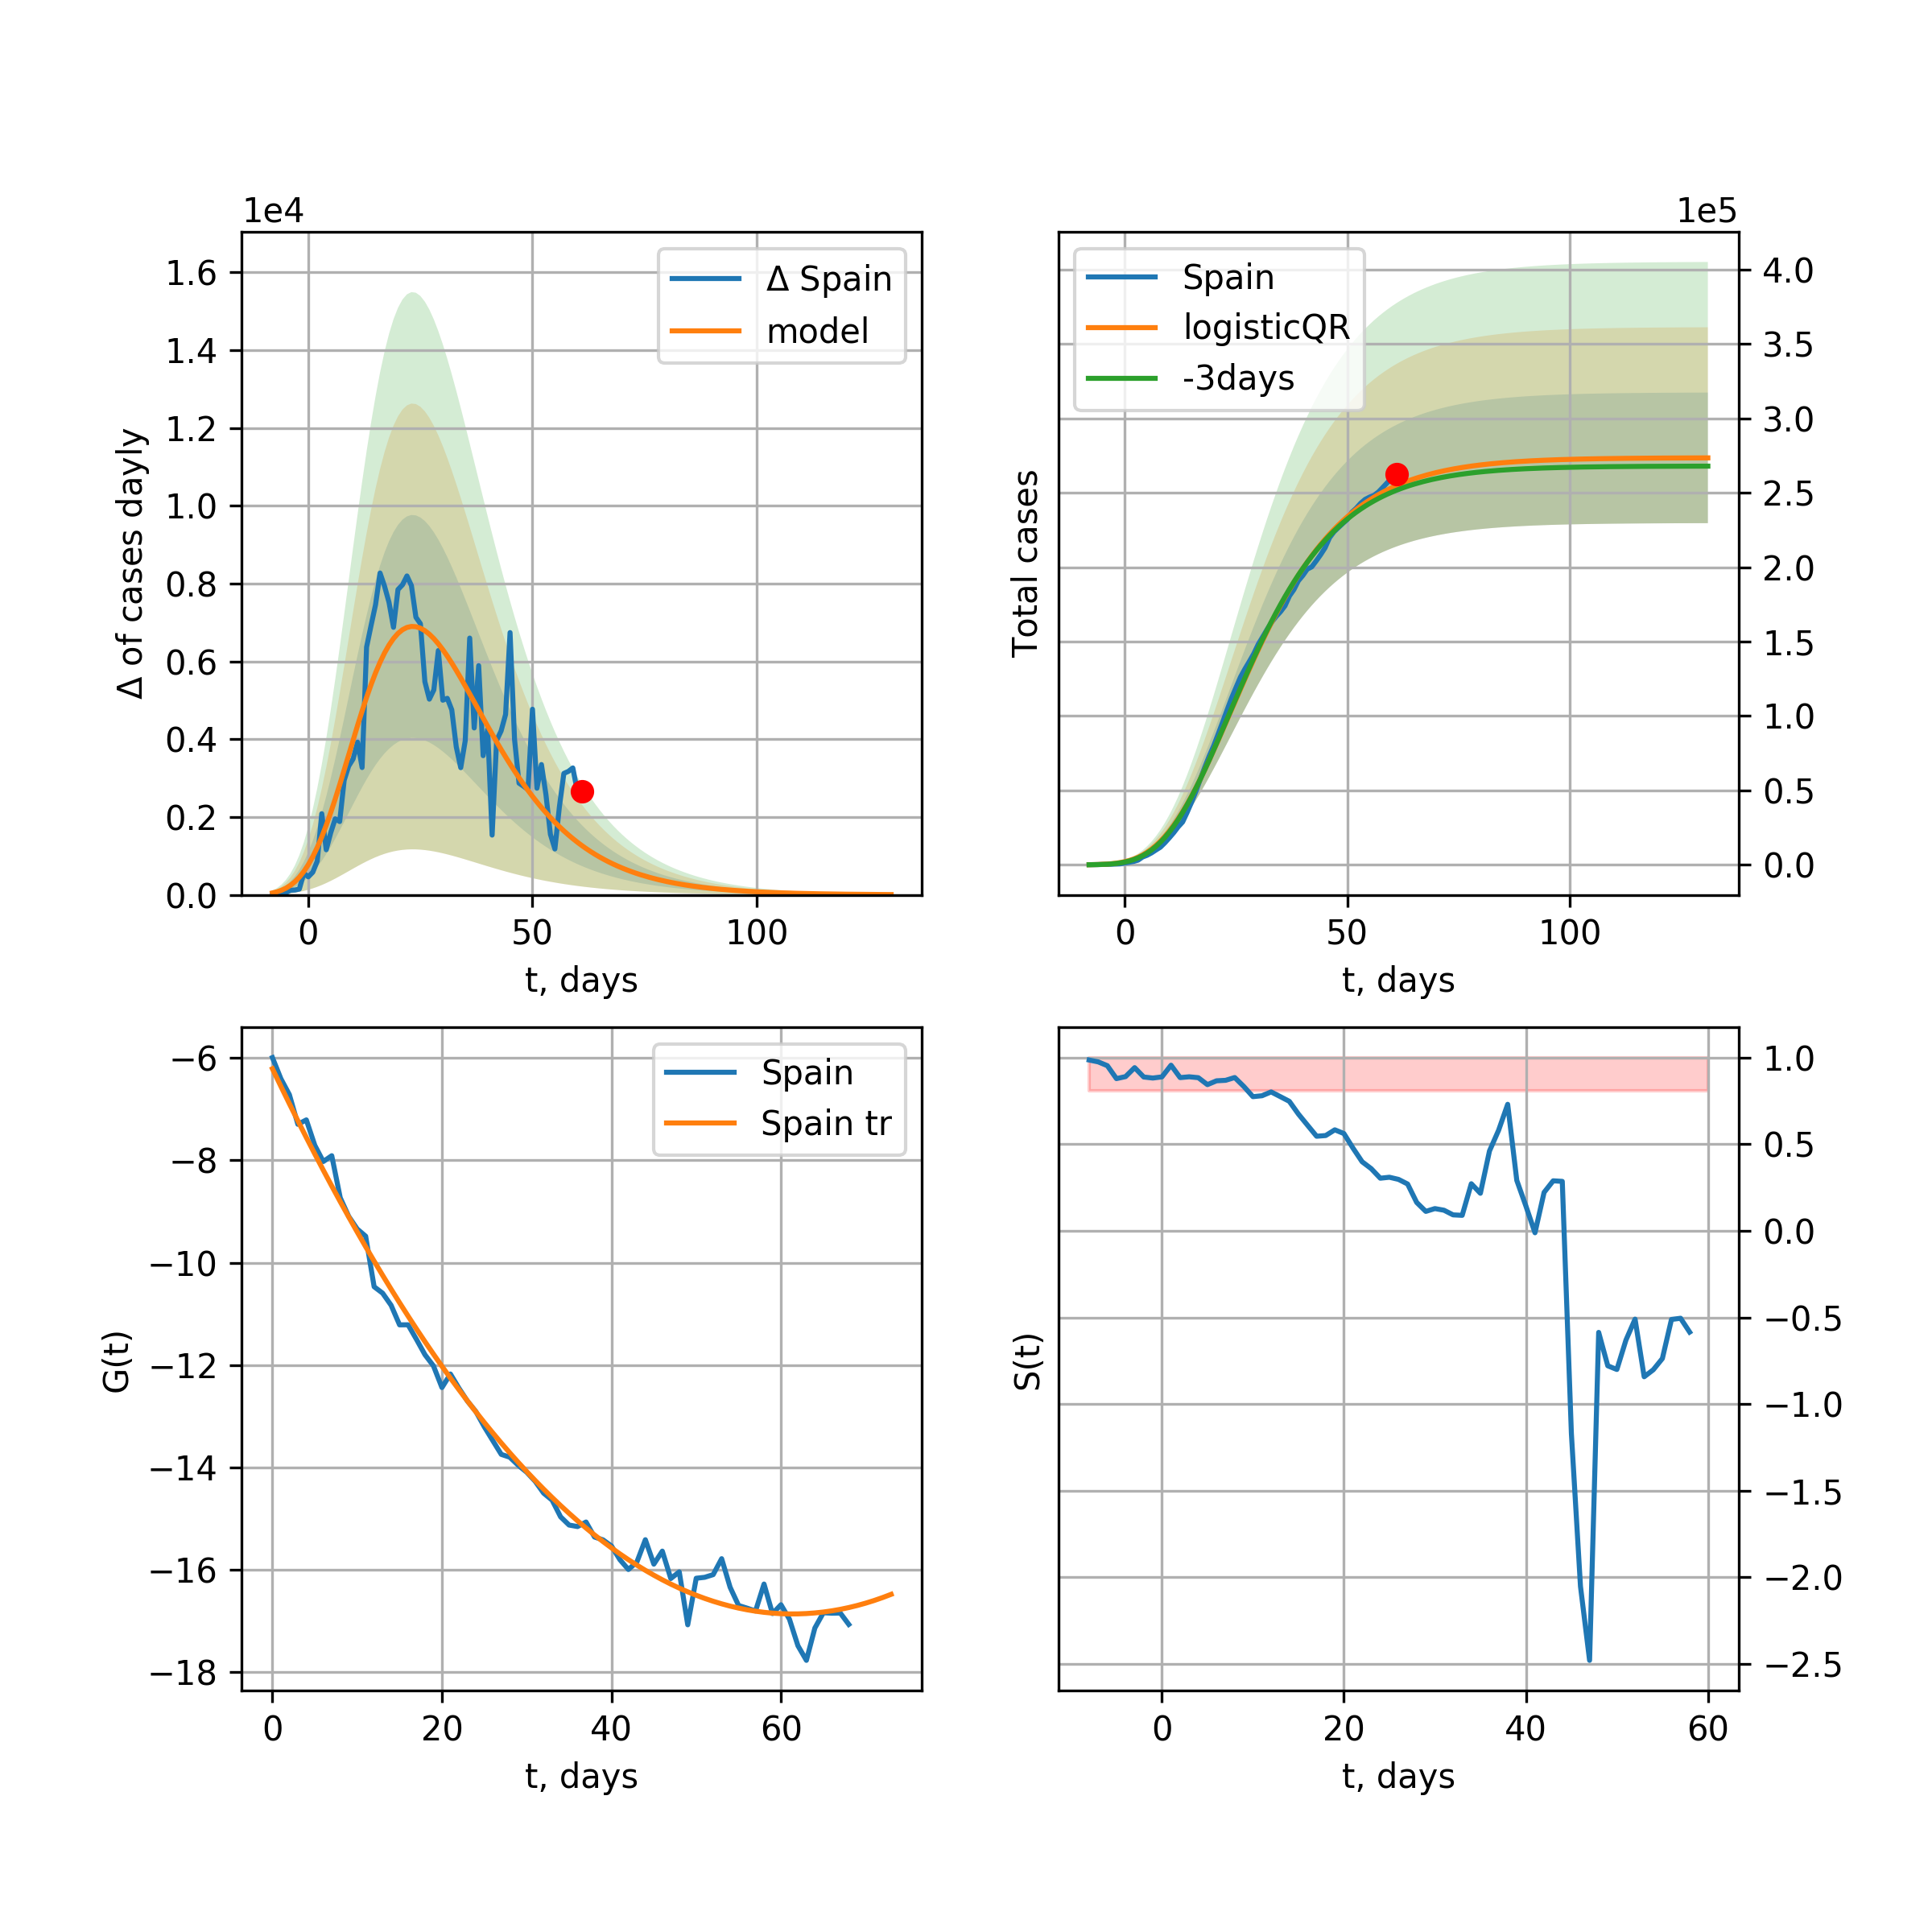 1e4
1.6
1.4
1.2
1.0
0.8
0.6
0.4
0.2
0.0
Δ of cases dayly
Δ Spain
model
0 50 100
t, days
1e5
Spain
logisticQR
-3days
Total cases
4.0
3.5
3.0
2.5
2.0
1.5
1.0
0.5
0.0
0 50 100
t, days
−6
−8
−10
−12
−14
−16
−18
G(t)
Spain
Spain tr
0 20 40 60
t, days
S(t)
1.0
0.5
0.0
−0.5
−1.0
−1.5
−2.0
−2.5
0 20 40 60
t, days